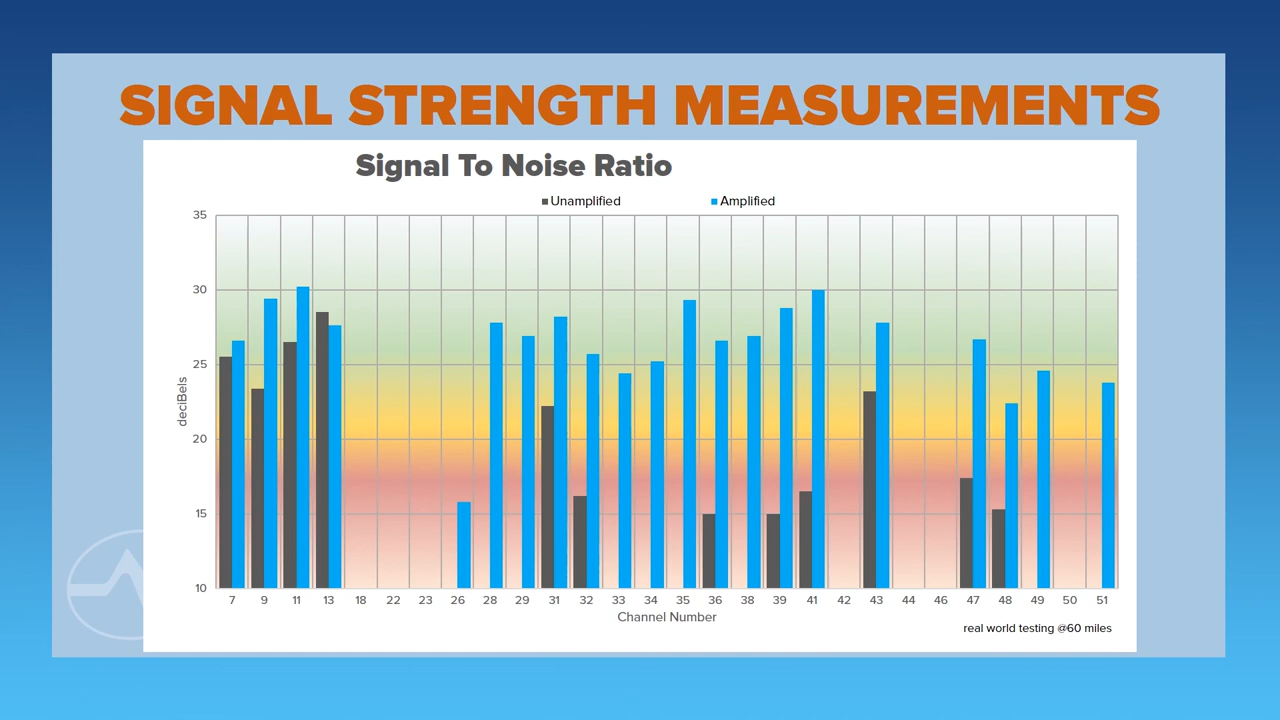 SIGNAL STRENGTH MEASUREMENTS
Signal To Noise Ratio
Unamplified Amplified
35
30
25
20
15
10
deciBels
7 9 11 13 18 22 23 26 28 29 31 32 33 34 35 36 38 39 41 42 43 44 46 47 48 49 50 51
Channel Number
real world testing @60 miles